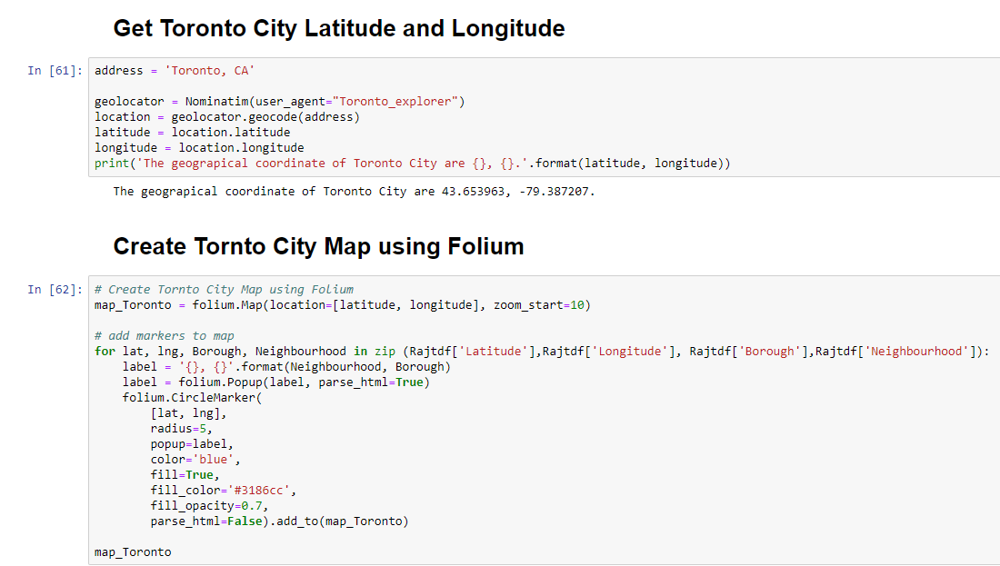 Get Toronto City Latitude and Longitude
In [61]: address = 'Toronto, CA'
geolocator = Nominatim(user_agent="Toronto_explorer")
location = geolocator.geocode(address)
latitude = location.latitude
longitude = location.longitude
print('The geograpical coordinate of Toronto City are {}, {}.'.format(latitude, longitude))
The geograpical coordinate of Toronto City are 43.653963, -79.387207.
Create Tornto City Map using Folium
In [62]: # Create Tornto City Map using Folium
map_Toronto = folium.Map(location=[latitude, longitude], zoom_start=10)
# add markers to map
for lat, lng, Borough, Neighbourhood in zip (Rajtdf['Latitude'],Rajtdf['Longitude'], Rajtdf['Borough'],Rajtdf['Neighbourhood']):
label = '{}, {}'.format(Neighbourhood, Borough)
label = folium.Popup(label, parse_html=True)
folium.CircleMarker(
[lat, lng],
radius=5,
popup=label,
color='blue',
fill=True,
fill_color='#3186cc',
fill_opacity=0.7,
parse_html=False).add_to(map_Toronto)
map_Toronto